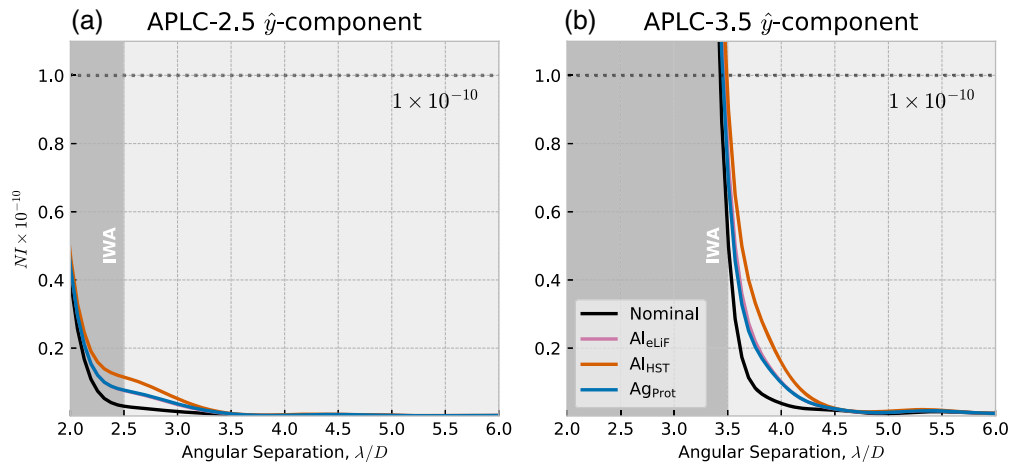 (a) APLC-2.5 ŷ-component
1.0
0.8
0.6
0.4
0.2
NI × 10⁻¹⁰
1 × 10⁻¹⁰
IWA
2.0 2.5 3.0 3.5 4.0 4.5 5.0 5.5 6.0
Angular Separation, λ/D
(b) APLC-3.5 ŷ-component
1.0
0.8
0.6
0.4
0.2
1 × 10⁻¹⁰
IWA
Nominal
Al_eLiF
Al_HST
Ag_Prot
2.0 2.5 3.0 3.5 4.0 4.5 5.0 5.5 6.0
Angular Separation, λ/D